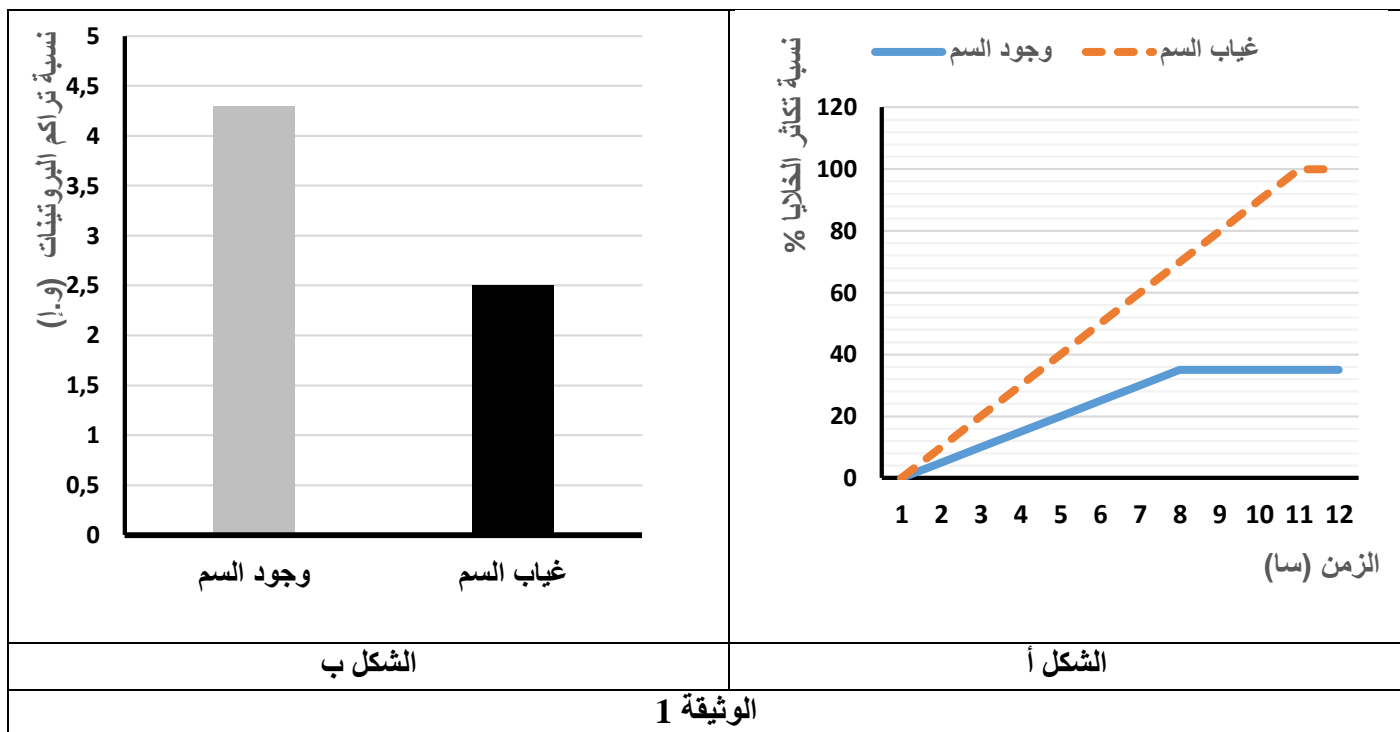 نسبة تكاثر الخلايا %
وجود السم
غياب السم
120
100
80
60
40
20
0
1 2 3 4 5 6 7 8 9 10 11 12
الزمن (سا)
الشكل أ
نسبة تراكم البروتينات (و.إ)
5
4,5
4
3,5
3
2,5
2
1,5
1
0,5
0
وجود السم
غياب السم
الشكل ب
الوثيقة 1